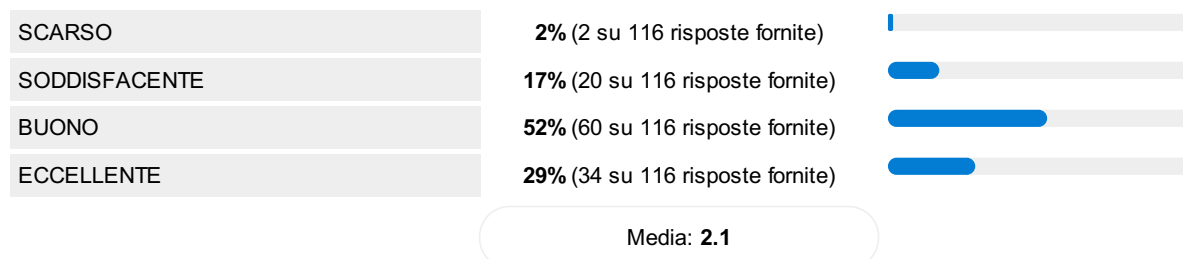 SCARSO 2% (2 su 116 risposte fornite)
SODDISFACENTE 17% (20 su 116 risposte fornite)
BUONO 52% (60 su 116 risposte fornite)
ECCELLENTE 29% (34 su 116 risposte fornite)
Media: 2.1